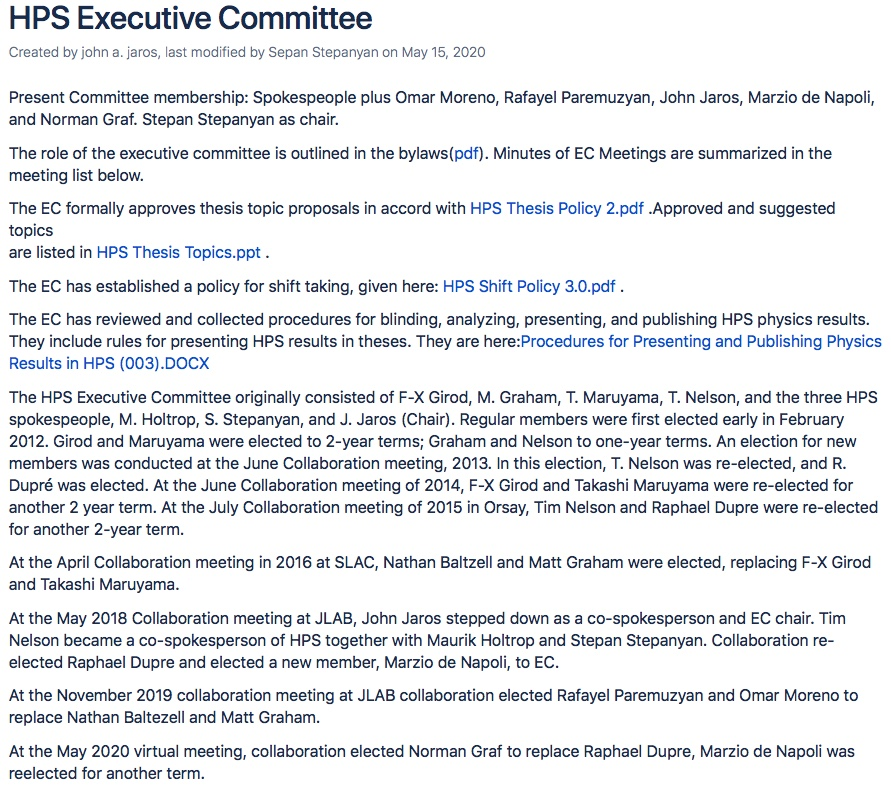 HPS Executive Committee
Created by john a. jaros, last modified by Sepan Stepanyan on May 15, 2020
Present Committee membership: Spokespeople plus Omar Moreno, Rafayel Paremuzyan, John Jaros, Marzio de Napoli,
and Norman Graf. Stepan Stepanyan as chair.
The role of the executive committee is outlined in the bylaws(pdf). Minutes of EC Meetings are summarized in the
meeting list below.
The EC formally approves thesis topic proposals in accord with HPS Thesis Policy 2.pdf .Approved and suggested
topics
are listed in HPS Thesis Topics.ppt .
The EC has established a policy for shift taking, given here: HPS Shift Policy 3.0.pdf .
The EC has reviewed and collected procedures for blinding, analyzing, presenting, and publishing HPS physics results.
They include rules for presenting HPS results in theses. They are here:Procedures for Presenting and Publishing Physics
Results in HPS (003).DOCX
The HPS Executive Committee originally consisted of F-X Girod, M. Graham, T. Maruyama, T. Nelson, and the three HPS
spokespeople, M. Holtrop, S. Stepanyan, and J. Jaros (Chair). Regular members were first elected early in February
2012. Girod and Maruyama were elected to 2-year terms; Graham and Nelson to one-year terms. An election for new
members was conducted at the June Collaboration meeting, 2013. In this election, T. Nelson was re-elected, and R.
Dupré was elected. At the June Collaboration meeting of 2014, F-X Girod and Takashi Maruyama were re-elected for
another 2 year term. At the July Collaboration meeting of 2015 in Orsay, Tim Nelson and Raphael Dupre were re-elected
for another 2-year term.
At the April Collaboration meeting in 2016 at SLAC, Nathan Baltzell and Matt Graham were elected, replacing F-X Girod
and Takashi Maruyama.
At the May 2018 Collaboration meeting at JLAB, John Jaros stepped down as a co-spokesperson and EC chair. Tim
Nelson became a co-spokesperson of HPS together with Maurik Holtrop and Stepan Stepanyan. Collaboration re-
elected Raphael Dupre and elected a new member, Marzio de Napoli, to EC.
At the November 2019 collaboration meeting at JLAB collaboration elected Rafayel Paremuzyan and Omar Moreno to
replace Nathan Baltezell and Matt Graham.
At the May 2020 virtual meeting, collaboration elected Norman Graf to replace Raphael Dupre, Marzio de Napoli was
reelected for another term.